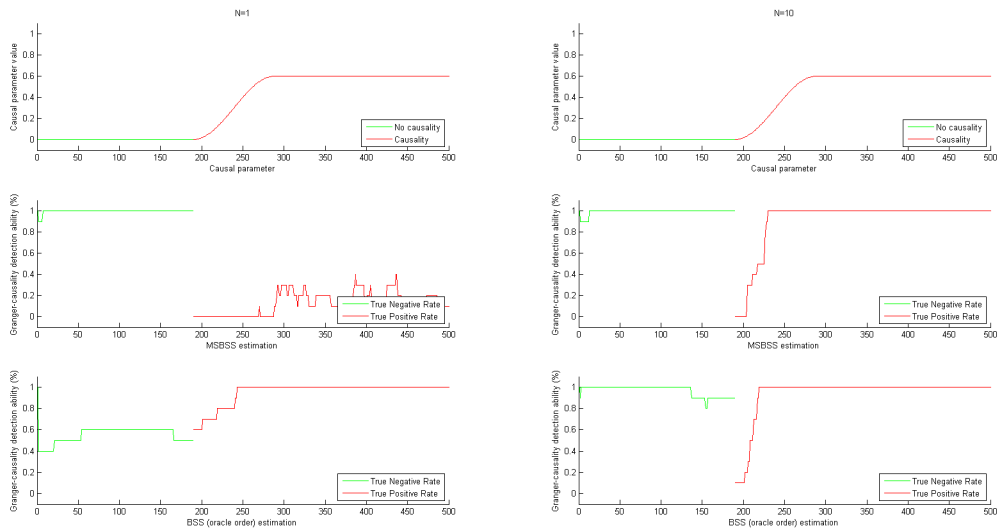 N=1
Causal parameter value
1
0.8
0.6
0.4
0.2
0
No causality
Causality
0 50 100 150 200 250 300 350 400 450 500
Causal parameter
N=10
Causal parameter value
1
0.8
0.6
0.4
0.2
0
No causality
Causality
0 50 100 150 200 250 300 350 400 450 500
Causal parameter
Granger-causality detection ability (%)
1
0.8
0.6
0.4
0.2
0
True Negative Rate
True Positive Rate
0 50 100 150 200 250 300 350 400 450 500
MSBSS estimation
Granger-causality detection ability (%)
1
0.8
0.6
0.4
0.2
0
True Negative Rate
True Positive Rate
0 50 100 150 200 250 300 350 400 450 500
MSBSS estimation
Granger-causality detection ability (%)
1
0.8
0.6
0.4
0.2
0
True Negative Rate
True Positive Rate
0 50 100 150 200 250 300 350 400 450 500
BSS (oracle order) estimation
Granger-causality detection ability (%)
1
0.8
0.6
0.4
0.2
0
True Negative Rate
True Positive Rate
0 50 100 150 200 250 300 350 400 450 500
BSS (oracle order) estimation